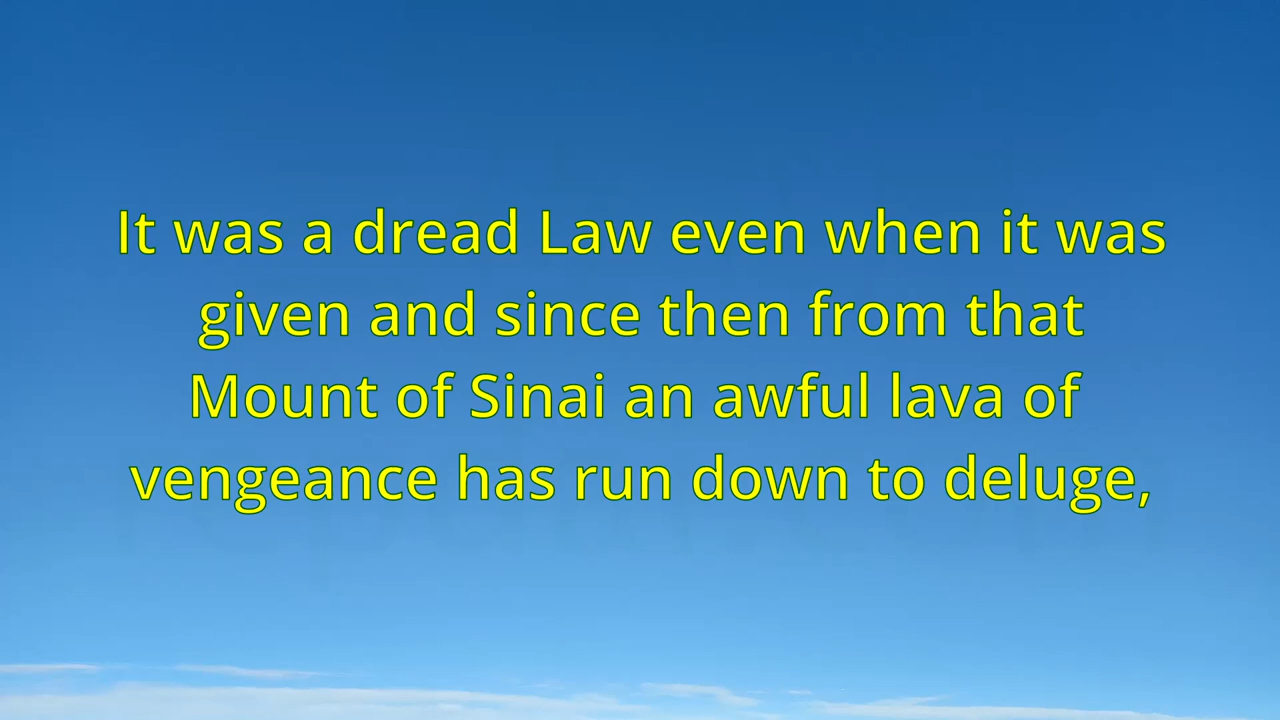 It was a dread Law even when it was
given and since then from that
Mount of Sinai an awful lava of
vengeance has run down to deluge,